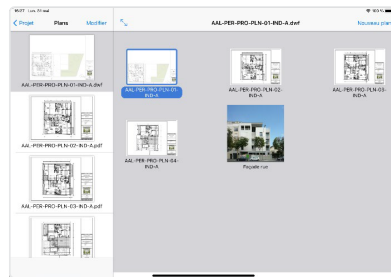 Projet
Plans
Modifier
AAL-PER-PRO-PLN-01-IND-A.dwf
Nouveau plan
100 %
AAL-PER-PRO-PLN-01-IND-A.dwf
AAL-PER-PRO-PLN-02-IND-A.pdf
AAL-PER-PRO-PLN-03-IND-A.pdf
AAL-PER-PRO-PLN-01-
IND-A
AAL-PER-PRO-PLN-02-
IND-A
AAL-PER-PRO-PLN-03-
IND-A
AAL-PER-PRO-PLN-04-
IND-A
Façade rue